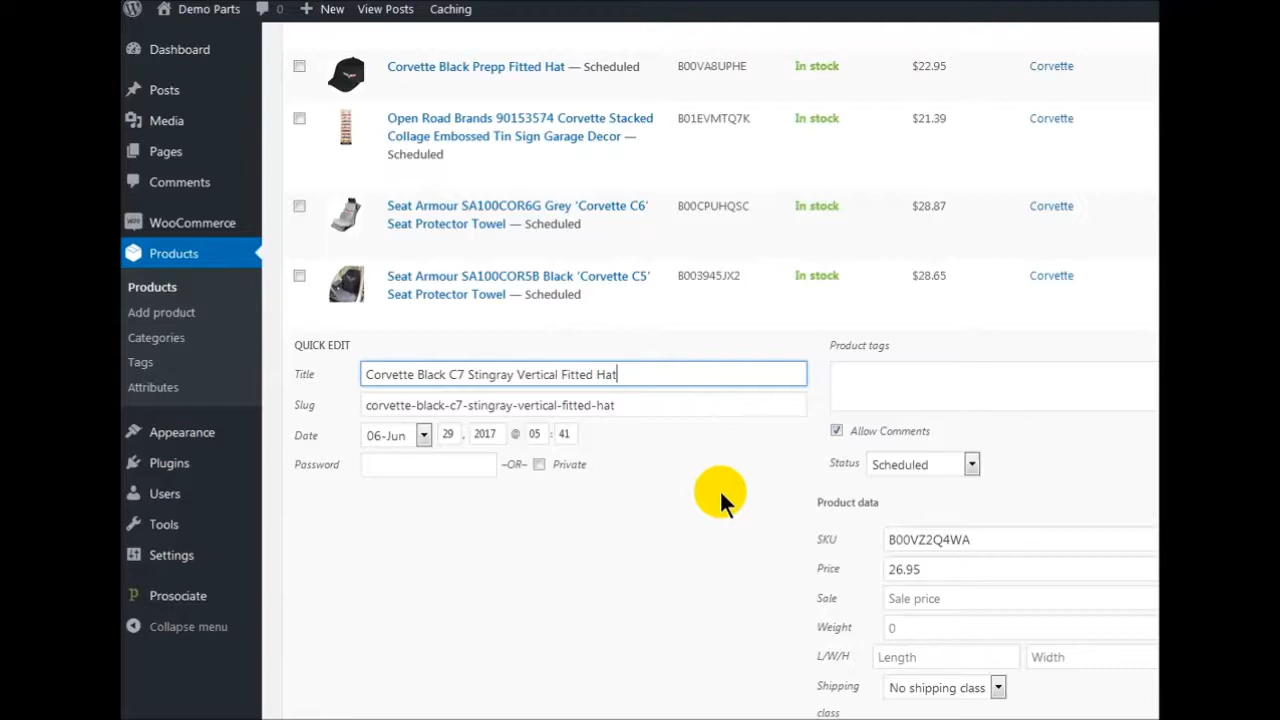 Demo Parts 0 New View Posts Caching
Dashboard
Posts
Media
Pages
Comments
WooCommerce
Products
Products
Add product
Categories
Tags
Attributes
Appearance
Plugins
Users
Tools
Settings
Prosociate
Collapse menu
Corvette Black Prepp Fitted Hat — Scheduled B00VA8UPHE In stock $22.95 Corvette
Open Road Brands 90153574 Corvette Stacked B01EVMTQ7K In stock $21.39 Corvette
Collage Embossed Tin Sign Garage Decor —
Scheduled
Seat Armour SA100COR6G Grey 'Corvette C6' B00CPUHQSC In stock $28.87 Corvette
Seat Protector Towel — Scheduled
Seat Armour SA100COR5B Black 'Corvette C5' B003945JX2 In stock $28.65 Corvette
Seat Protector Towel — Scheduled
QUICK EDIT
Title Corvette Black C7 Stingray Vertical Fitted Hat
Slug corvette-black-c7-stingray-vertical-fitted-hat
Date 06-Jun 29 , 2017 @ 05 : 41
Password –OR– Private
Product tags
Allow Comments
Status Scheduled
Product data
SKU B00VZ2Q4WA
Price 26.95
Sale Sale price
Weight 0
L/W/H Length Width
Shipping No shipping class
class